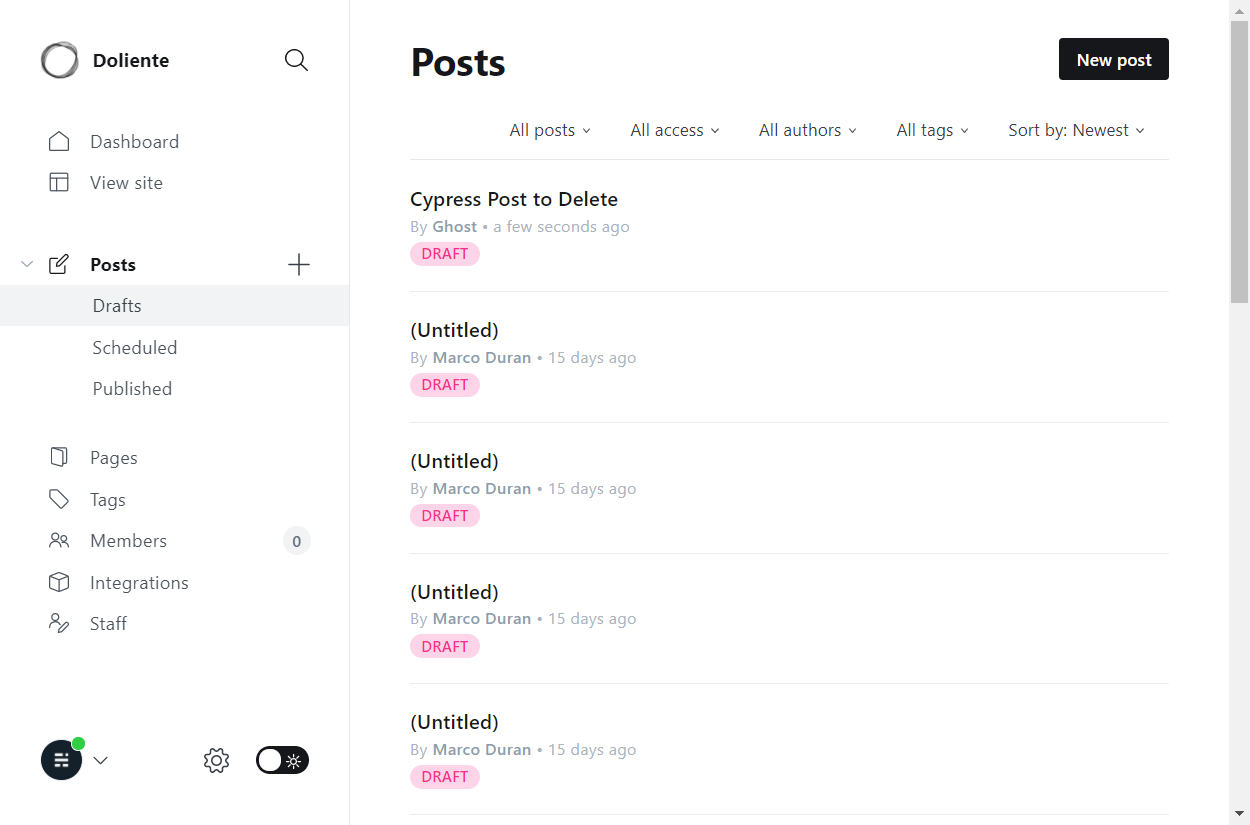 Doliente
Dashboard
View site
Posts
Drafts
Scheduled
Published
Pages
Tags
Members 0
Integrations
Staff
Posts
New post
All posts All access All authors All tags Sort by: Newest
Cypress Post to Delete
By Ghost • a few seconds ago
DRAFT
(Untitled)
By Marco Duran • 15 days ago
DRAFT
(Untitled)
By Marco Duran • 15 days ago
DRAFT
(Untitled)
By Marco Duran • 15 days ago
DRAFT
(Untitled)
By Marco Duran • 15 days ago
DRAFT